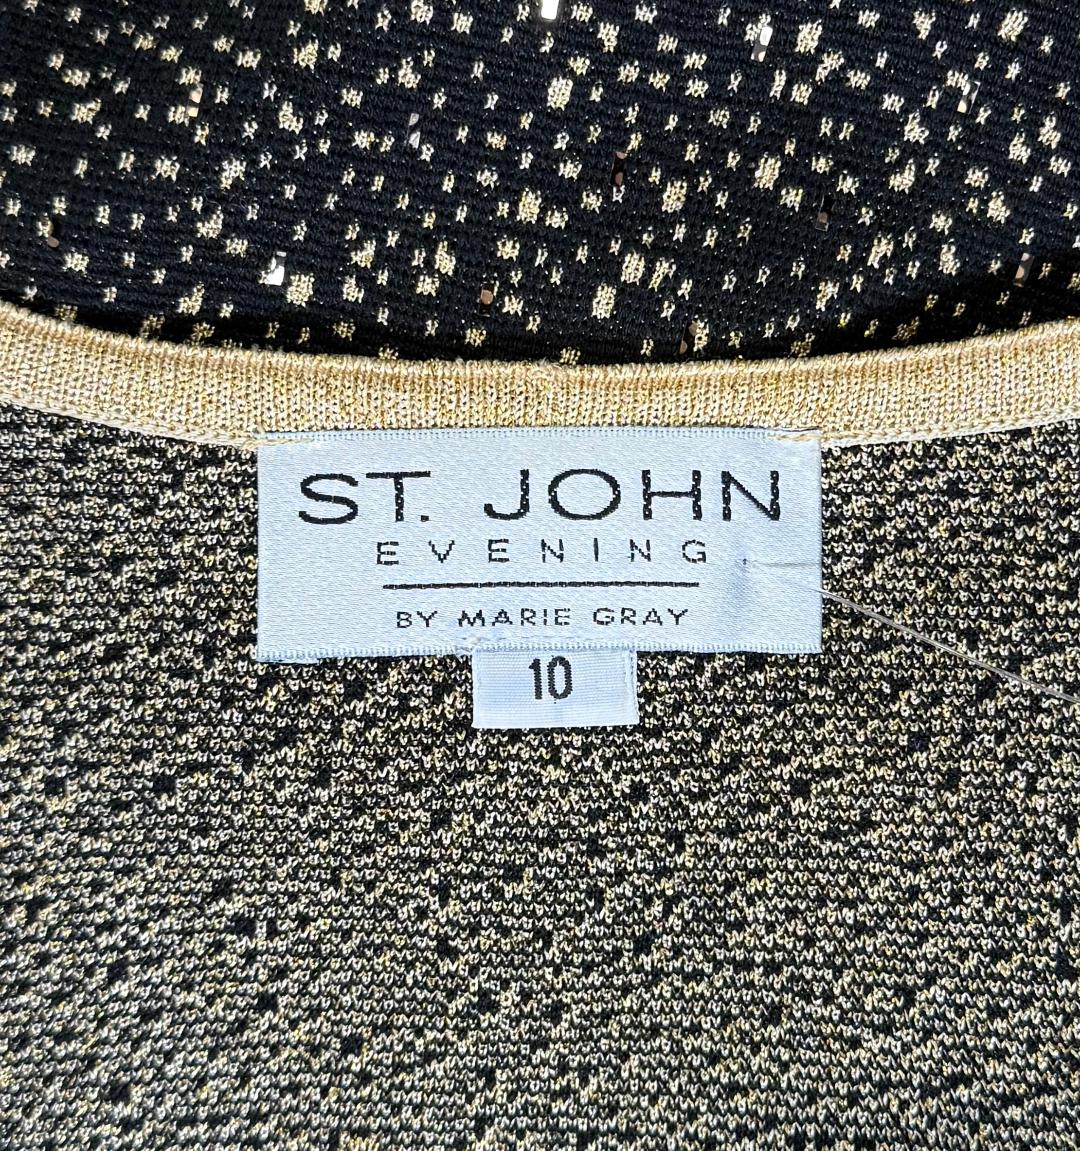 ST. JOHN
EVENING
BY MARIE GRAY
10